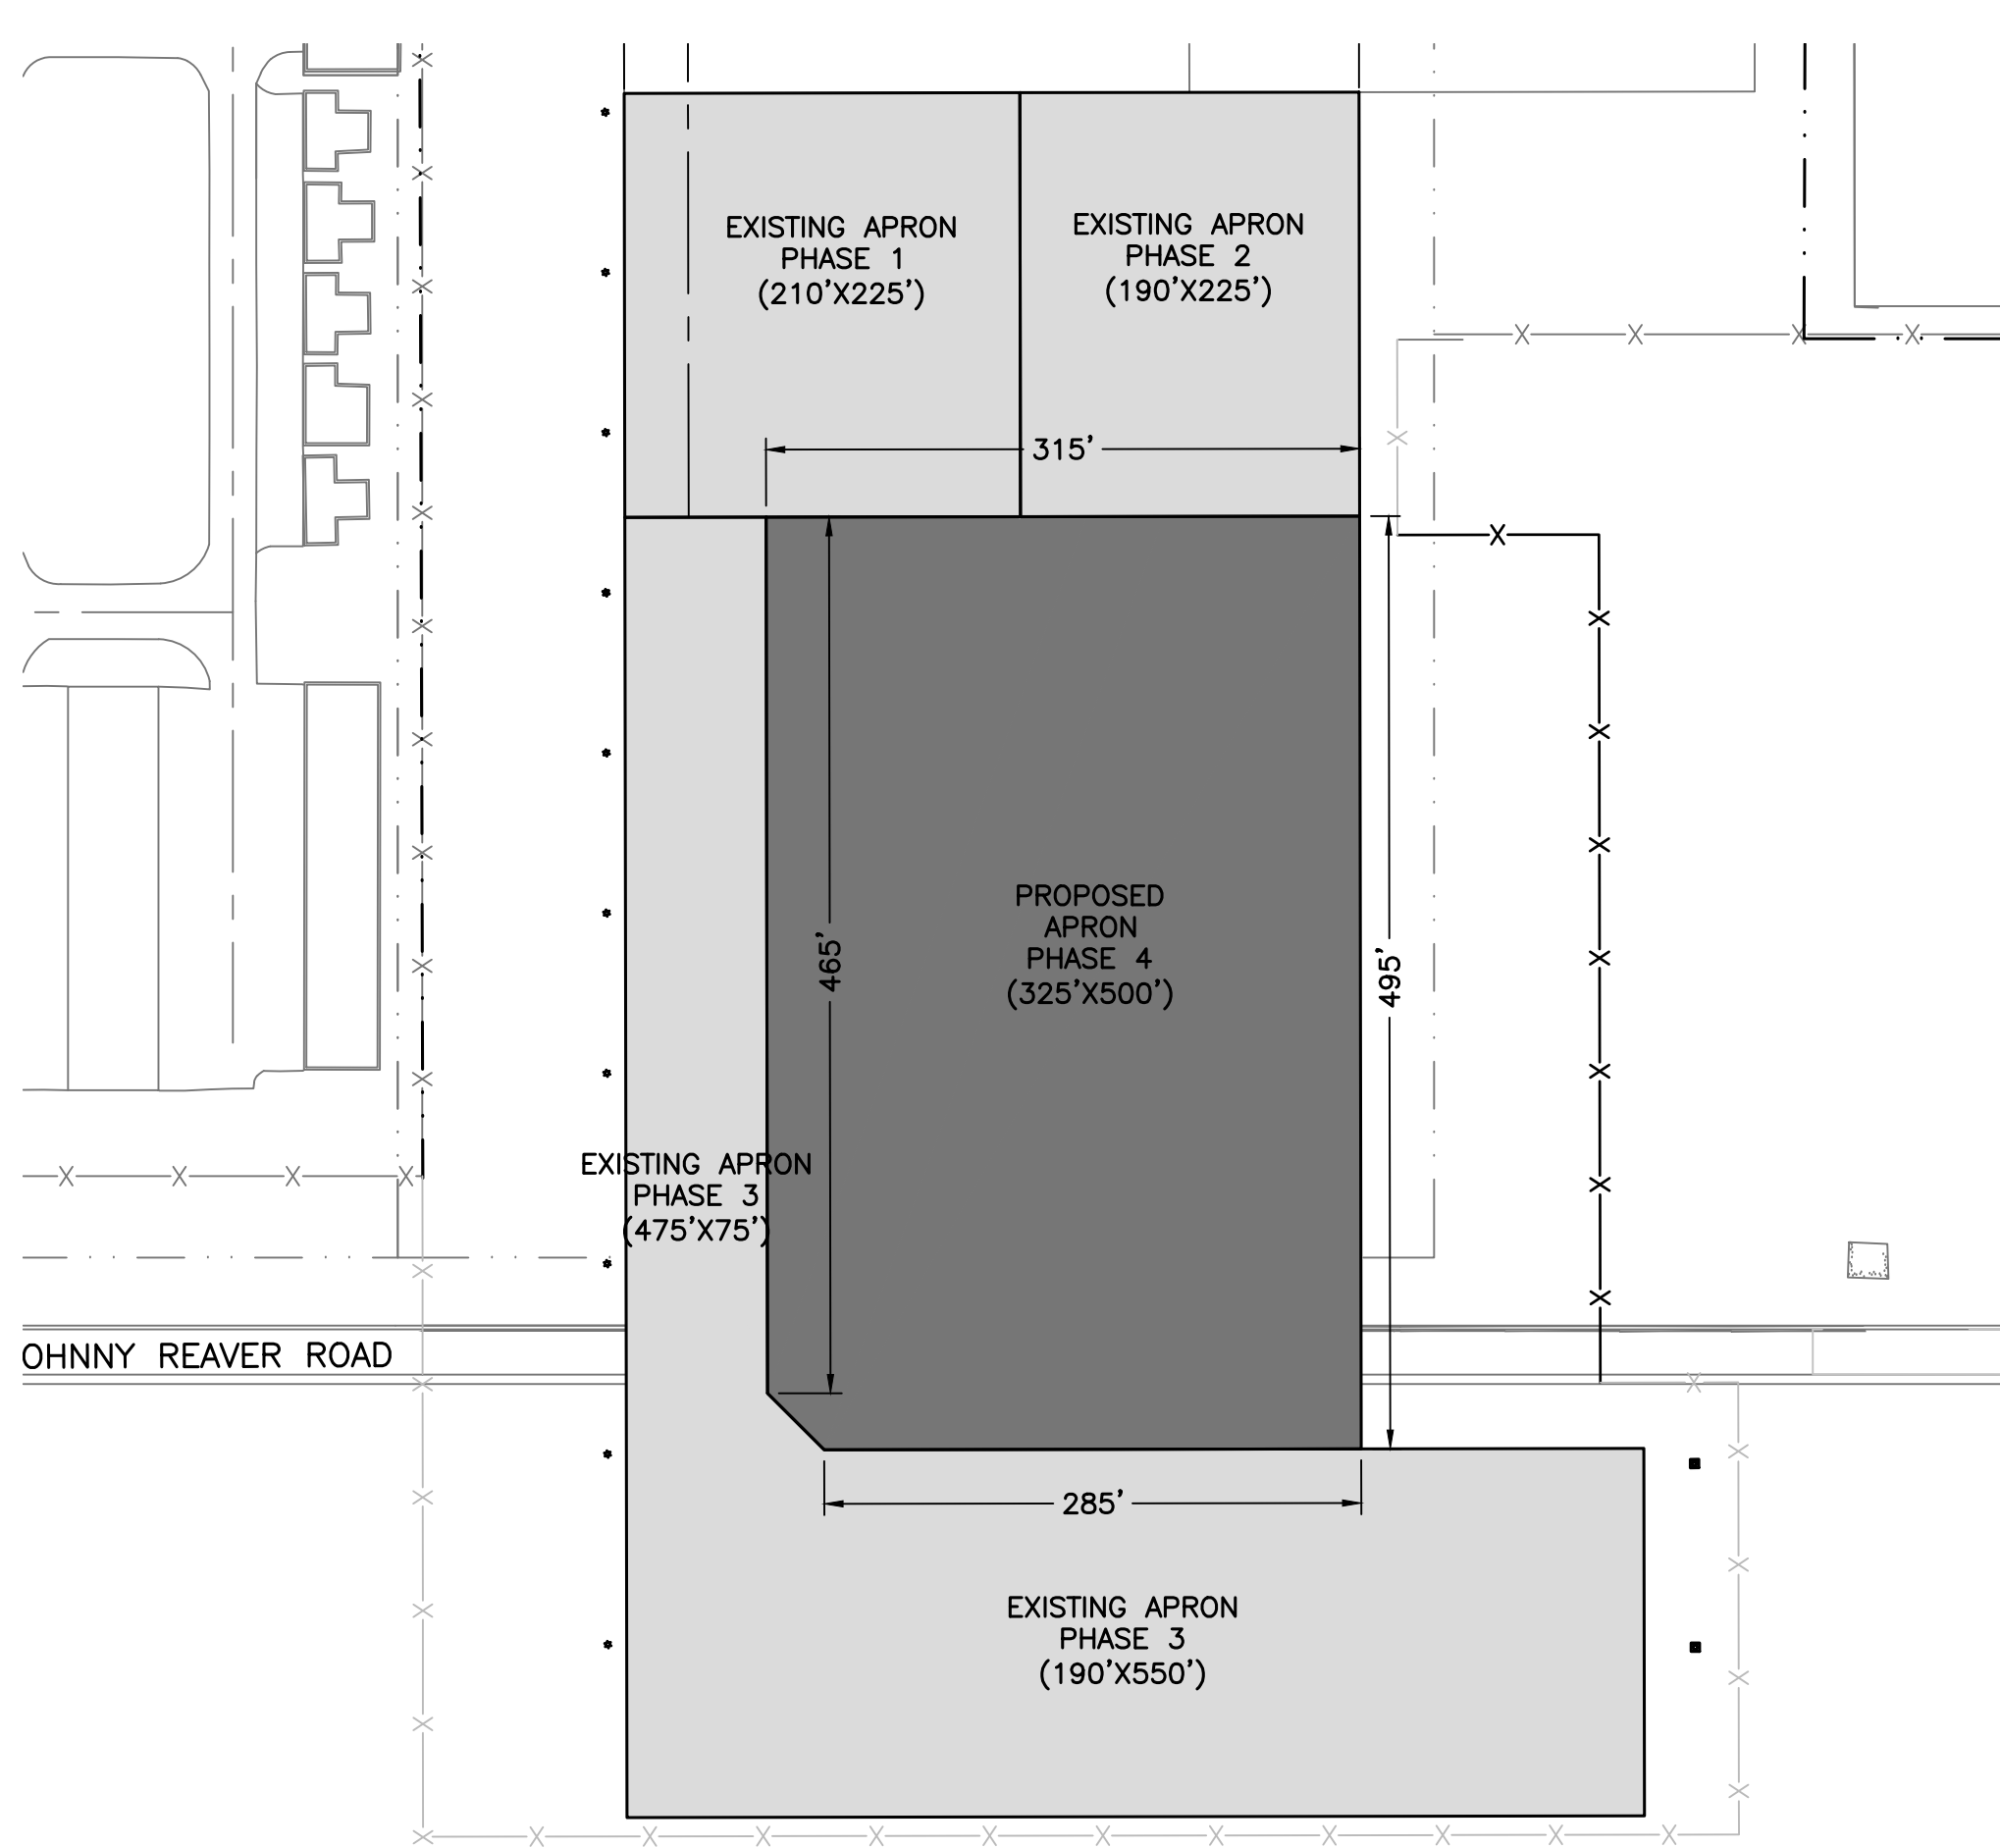 EXISTING APRON
PHASE 1
(210'X225')
EXISTING APRON
PHASE 2
(190'X225')
315'
PROPOSED
APRON
PHASE 4
(325'X500')
465'
495'
EXISTING APRON
PHASE 3
(475'X75')
OHNNY REAVER ROAD
285'
EXISTING APRON
PHASE 3
(190'X550')